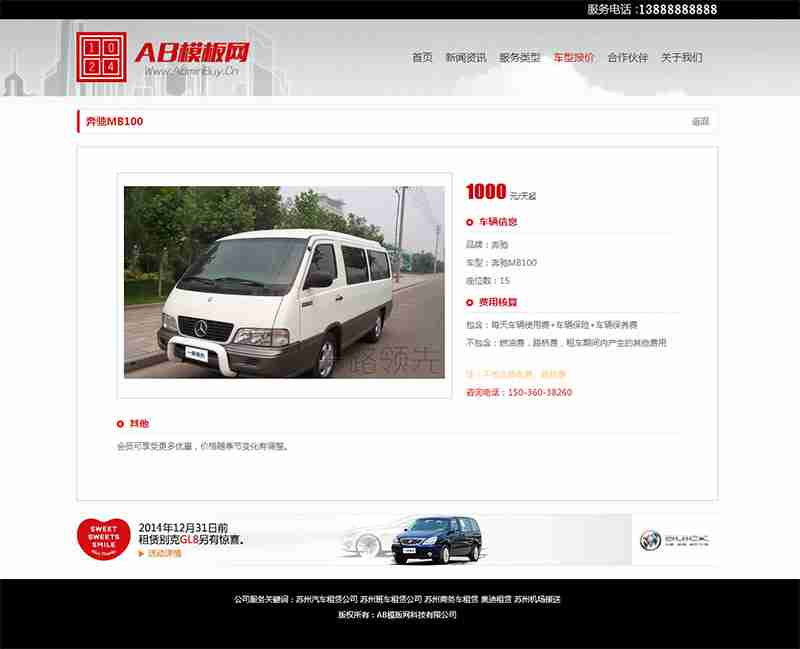 服务电话 :13888888888
10
24
AB模板网
Www.AdminBuy.Cn
首页 新闻资讯 服务类型 车型报价 合作伙伴 关于我们
奔驰MB100
返回
1000 元/天起
车辆信息
品牌：奔驰
车型：奔驰MB100
座位数：15
费用核算
包含：每天车辆使用费+车辆保险+车辆保养费
不包含：燃油费，路桥费，租车期间内产生的其他费用
咨询电话：150-360-38260
路领先
其他
会员可享受更多优惠，价格随季节变化有调整。
SWEET
SWEETS
SMILE
2014年12月31日前
租赁别克GL8另有惊喜。
活动详情
BUICK
公司服务关键词：苏州汽车租赁公司 苏州班车租赁公司 苏州商务车租赁 奥迪租赁 苏州机场接送
版权所有：AB模板网科技有限公司